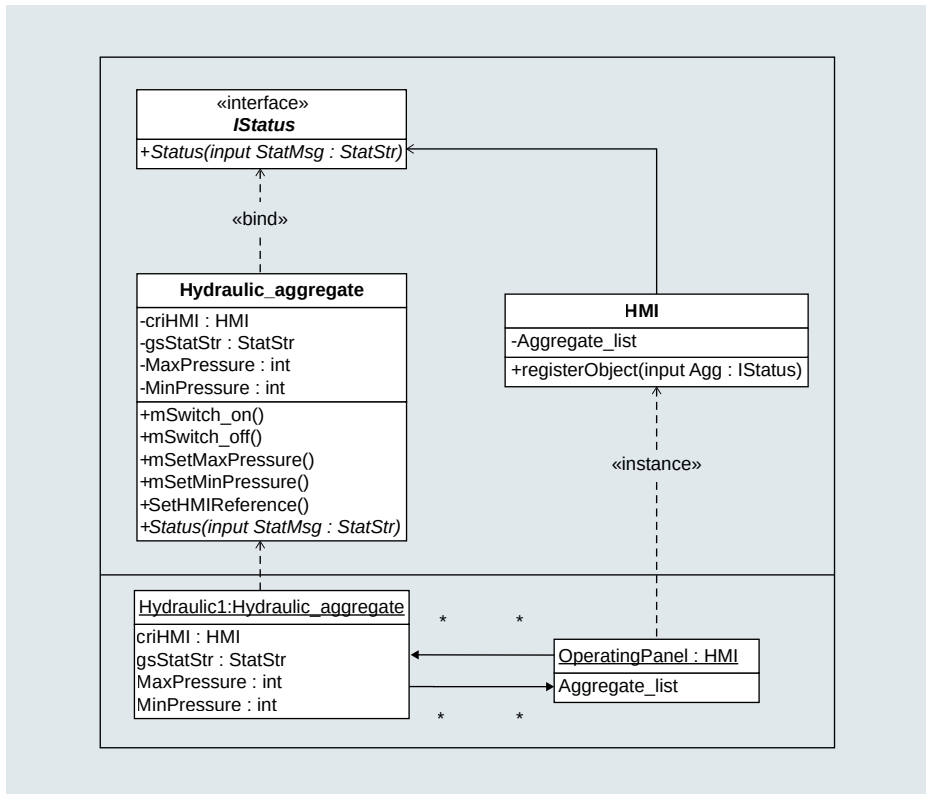 «interface»
IStatus
+Status(input StatMsg : StatStr)
«bind»
Hydraulic_aggregate
-criHMI : HMI
-gsStatStr : StatStr
-MaxPressure : int
-MinPressure : int
+mSwitch_on()
+mSwitch_off()
+mSetMaxPressure()
+mSetMinPressure()
+SetHMIReference()
+Status(input StatMsg : StatStr)
HMI
-Aggregate_list
+registerObject(input Agg : IStatus)
«instance»
Hydraulic1:Hydraulic_aggregate
criHMI : HMI
gsStatStr : StatStr
MaxPressure : int
MinPressure : int
* *
* *
OperatingPanel : HMI
Aggregate_list